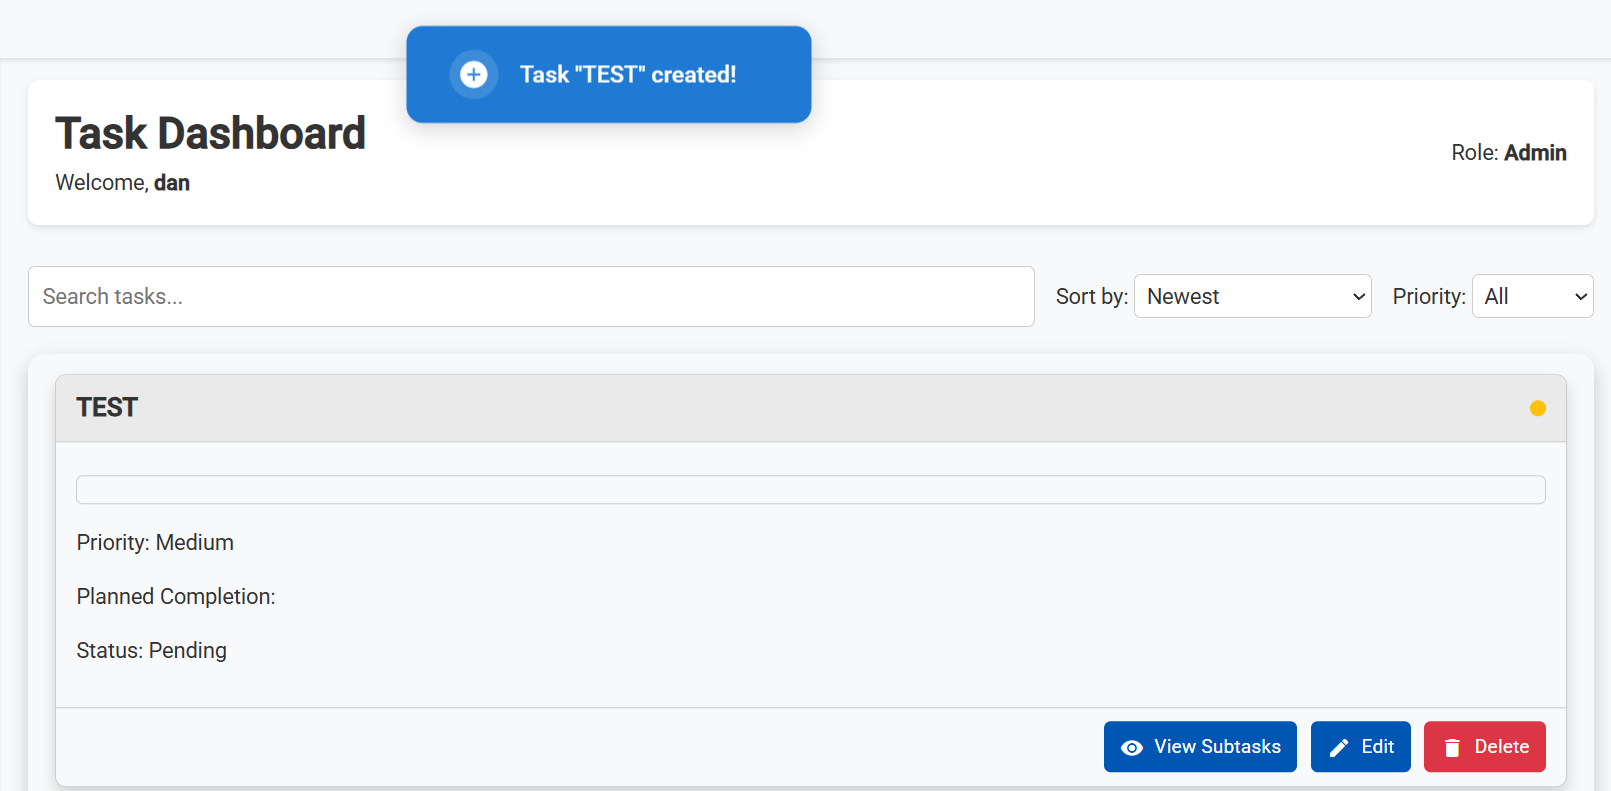 Task "TEST" created!
Task Dashboard
Welcome, dan
Role: Admin
Search tasks...
Sort by: Newest
Priority: All
TEST
Priority: Medium
Planned Completion:
Status: Pending
View Subtasks
Edit
Delete